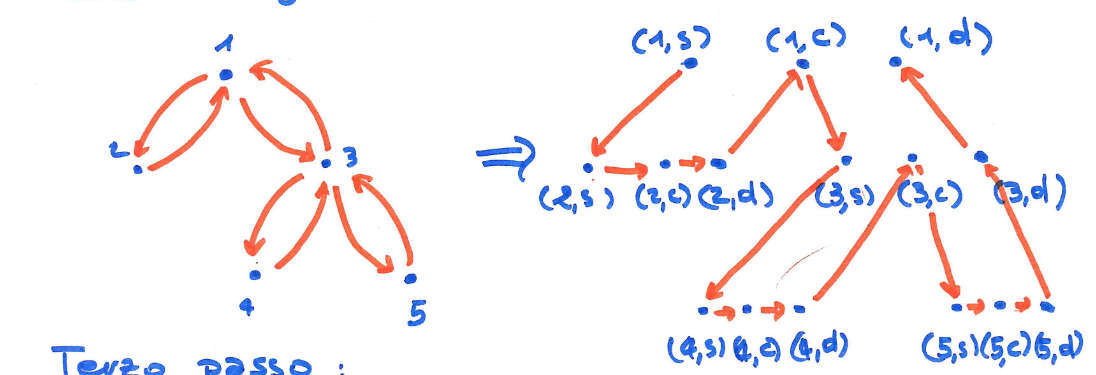 1
2
3
4
5
⇒
(1,s) (1,c) (1,d)
(2,s) (2,c) (2,d) (3,s) (3,c) (3,d)
(4,s) (4,c) (4,d) (5,s) (5,c) (5,d)
Terzo passo :